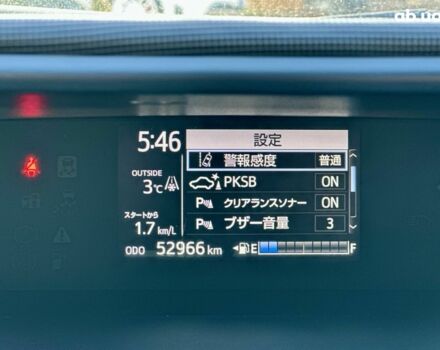 5:46
設定
警報感度 普通
OUTSIDE
3℃
PKSB ON
クリアランスソナー ON
スタートから
1.7 km/L
ブザー音量 3
ODO 52966 km
E F